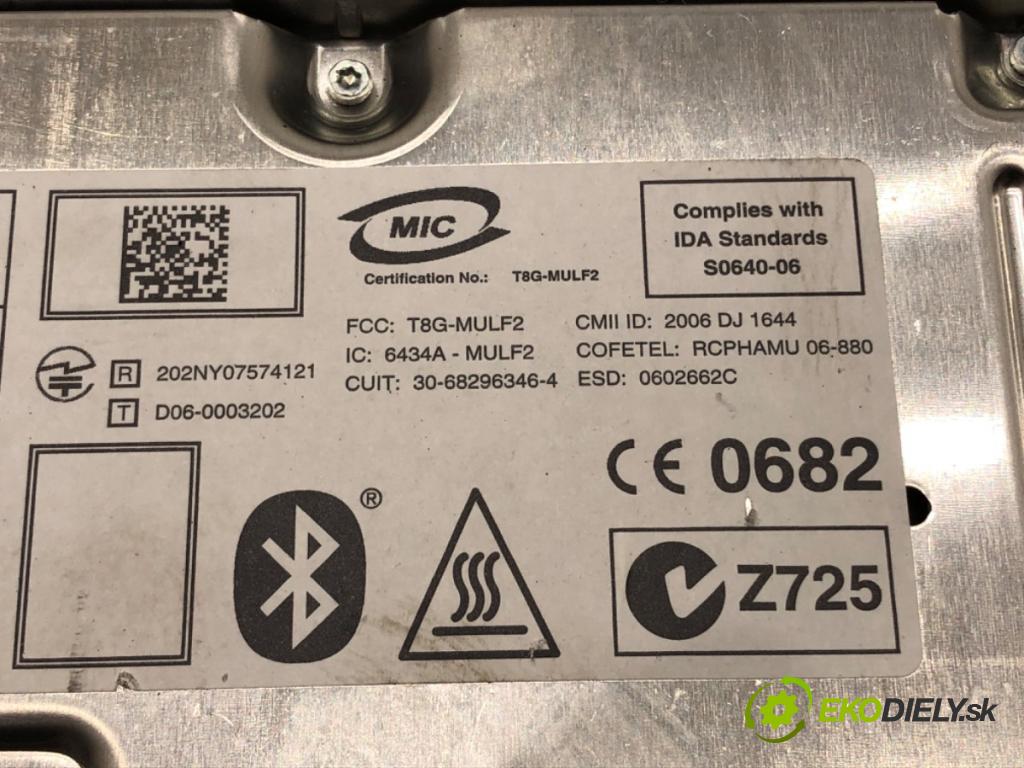 MIC
Certification No.: T8G-MULF2
Complies with
IDA Standards
S0640-06
FCC: T8G-MULF2
IC: 6434A - MULF2
CUIT: 30-68296346-4
CMII ID: 2006 DJ 1644
COFETEL: RCPHAMU 06-880
ESD: 0602662C
R 202NY07574121
T D06-0003202
®
CE 0682
Z725
EKODIELY.sk